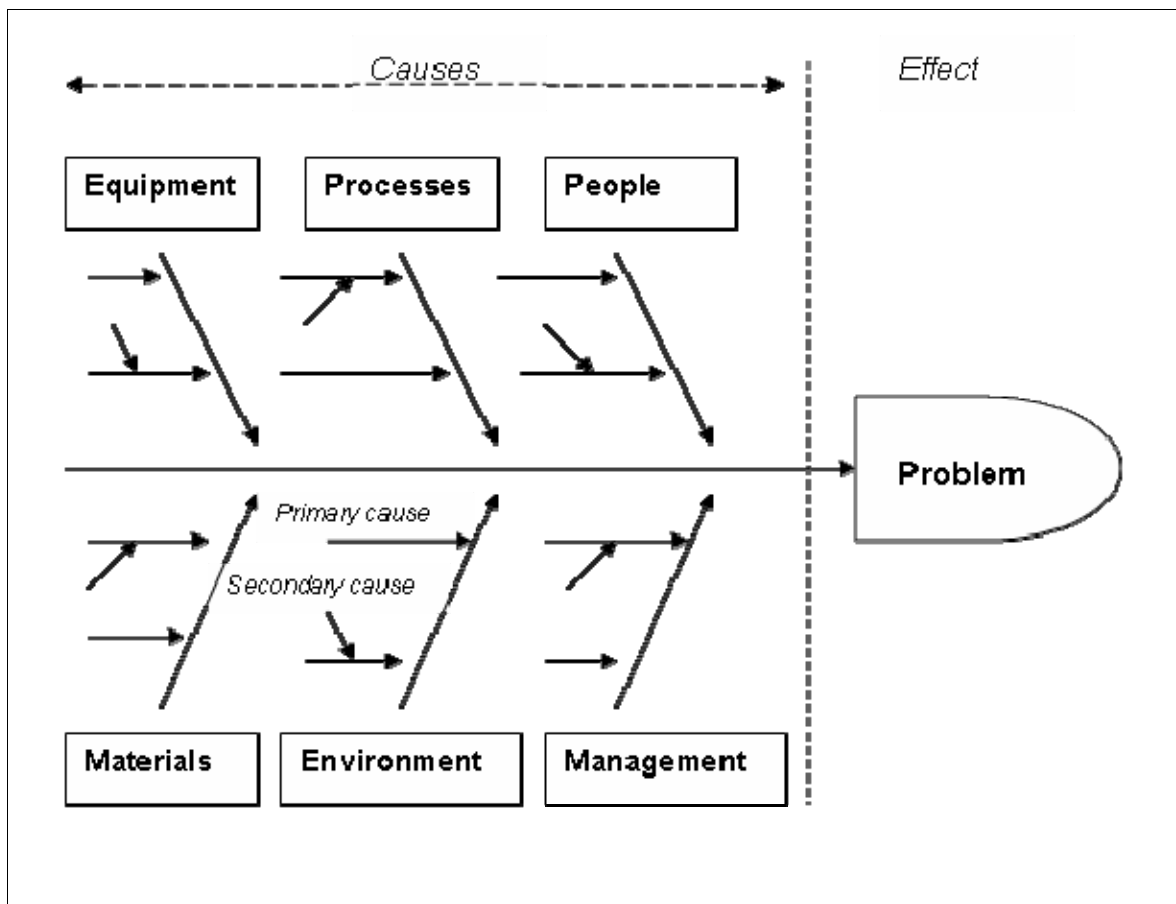 Causes
Effect
Equipment
Processes
People
Problem
Primary cause
Secondary cause
Materials
Environment
Management